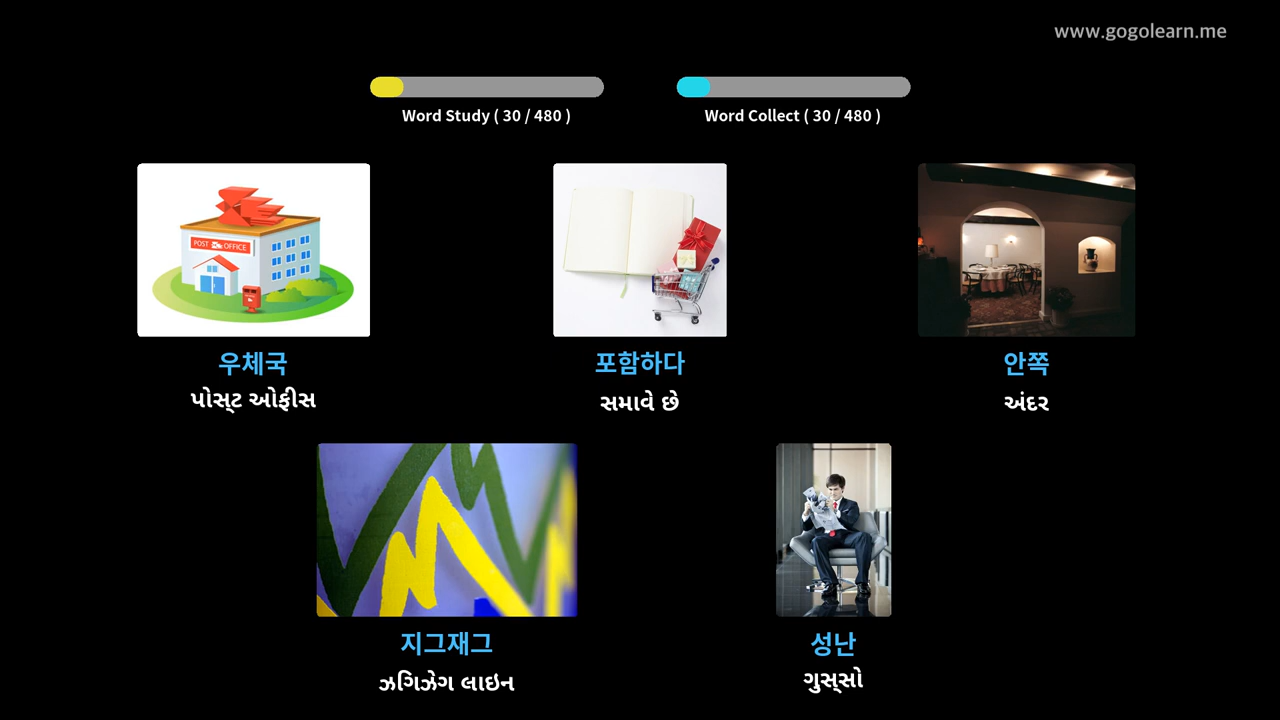 www.gogolearn.me
Word Study ( 30 / 480 )
Word Collect ( 30 / 480 )
POST OFFICE
우체국
પોસ્ટ ઓફીસ
포함하다
સમાવે છે
안쪽
અંદર
지그재그
ઝગિઝેગ લાઇન
성난
ગુસ્સો